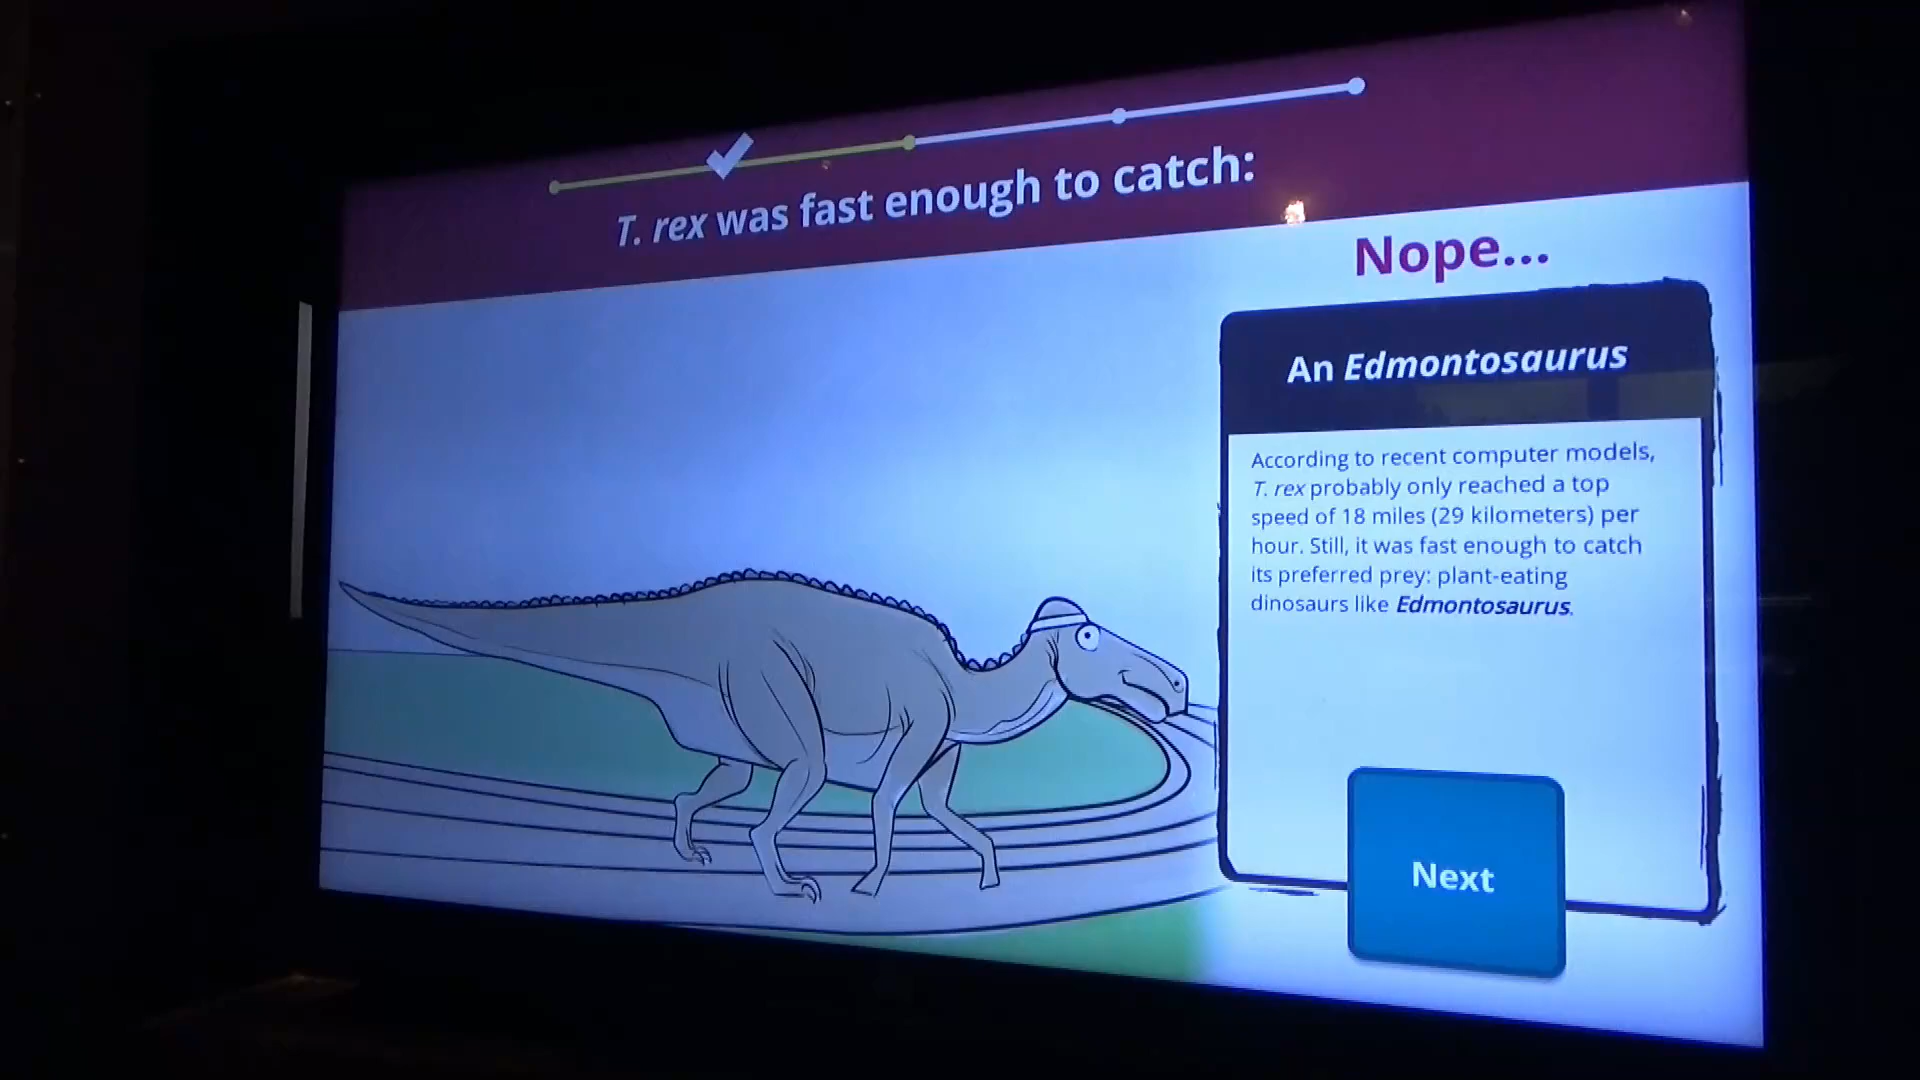 T. rex was fast enough to catch:
Nope...
An Edmontosaurus
According to recent computer models,
T. rex probably only reached a top
speed of 18 miles (29 kilometers) per
hour. Still, it was fast enough to catch
its preferred prey: plant-eating
dinosaurs like Edmontosaurus.
Next